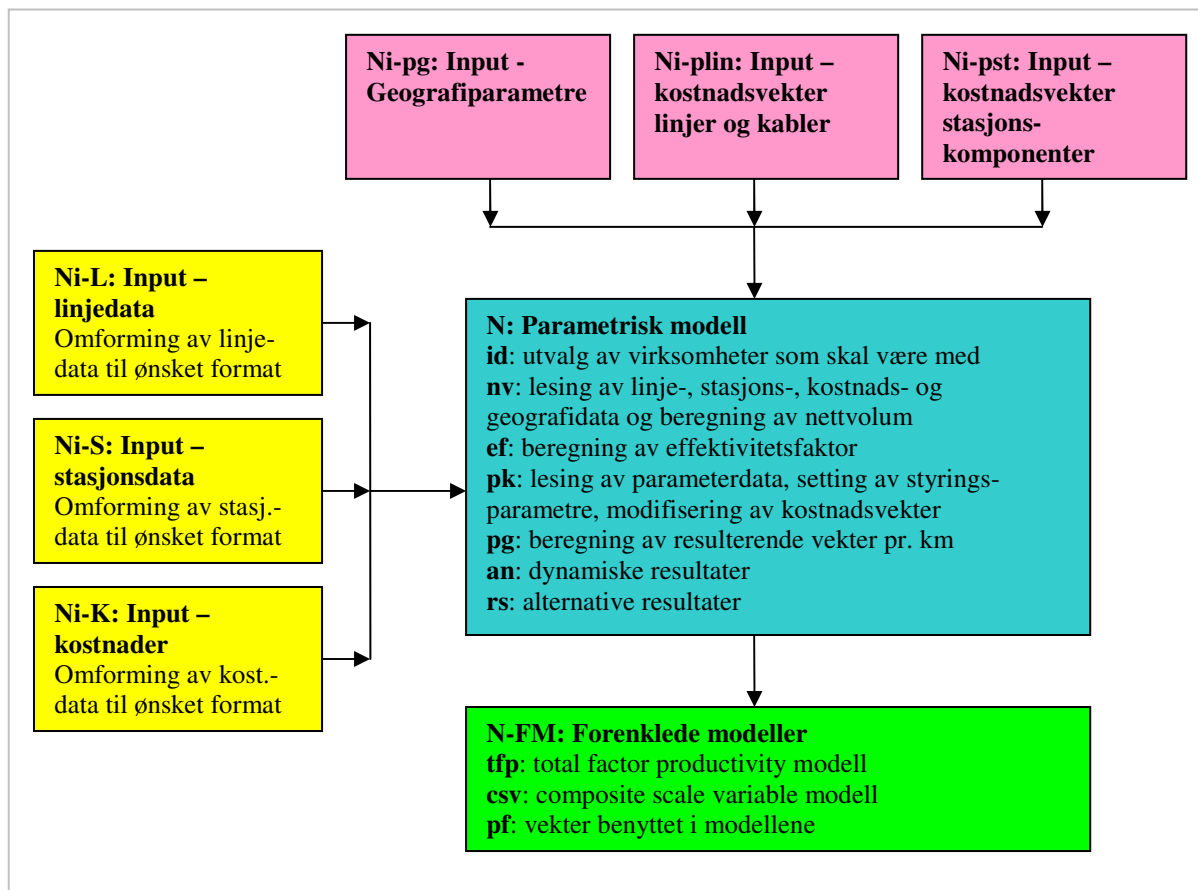 Ni-pg: Input -
Geografiparametre
Ni-plin: Input –
kostnadsvekter
linjer og kabler
Ni-pst: Input –
kostnadsvekter
stasjons-
komponenter
Ni-L: Input –
linjedata
Omforming av linje-
data til ønsket format
Ni-S: Input –
stasjonsdata
Omforming av stasj.-
data til ønsket format
Ni-K: Input –
kostnader
Omforming av kost.-
data til ønsket format
N: Parametrisk modell
id: utvalg av virksomheter som skal være med
nv: lesing av linje-, stasjons-, kostnads- og
geografidata og beregning av nettvolum
ef: beregning av effektivitetsfaktor
pk: lesing av parameterdata, setting av styrings-
parametre, modifisering av kostnadsvekter
pg: beregning av resulterende vekter pr. km
an: dynamiske resultater
rs: alternative resultater
N-FM: Forenklede modeller
tfp: total factor productivity modell
csv: composite scale variable modell
pf: vekter benyttet i modellene